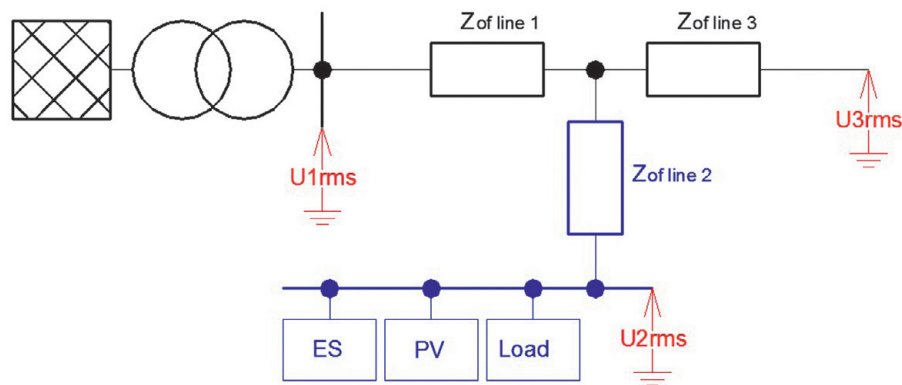 Zof line 1
Zof line 3
U1rms
U3rms
Zof line 2
ES
PV
Load
U2rms